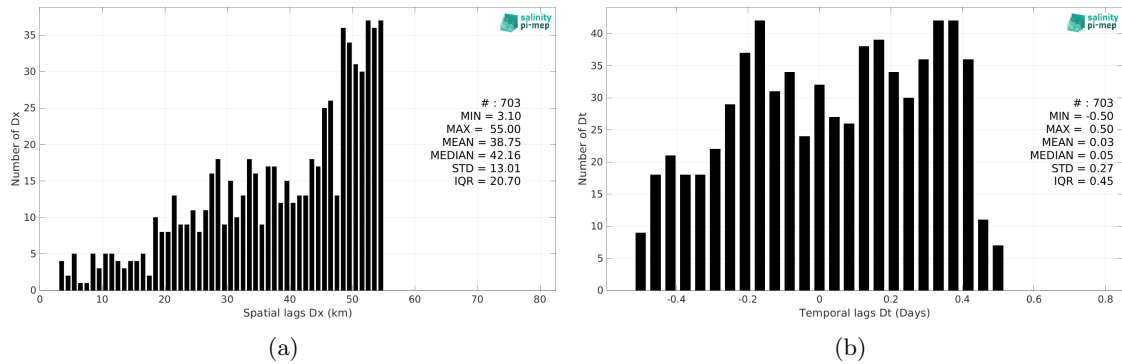 salinity
pi-mep
# : 703
MIN = 3.10
MAX = 55.00
MEAN = 38.75
MEDIAN = 42.16
STD = 13.01
IQR = 20.70
Number of Dx
35
30
25
20
15
10
5
0
0 10 20 30 40 50 60 70 80
Spatial lags Dx (km)
(a)
salinity
pi-mep
# : 703
MIN = -0.50
MAX = 0.50
MEAN = 0.03
MEDIAN = 0.05
STD = 0.27
IQR = 0.45
Number of Dt
40
35
30
25
20
15
10
5
0
-0.4 -0.2 0 0.2 0.4 0.6 0.8
Temporal lags Dt (Days)
(b)